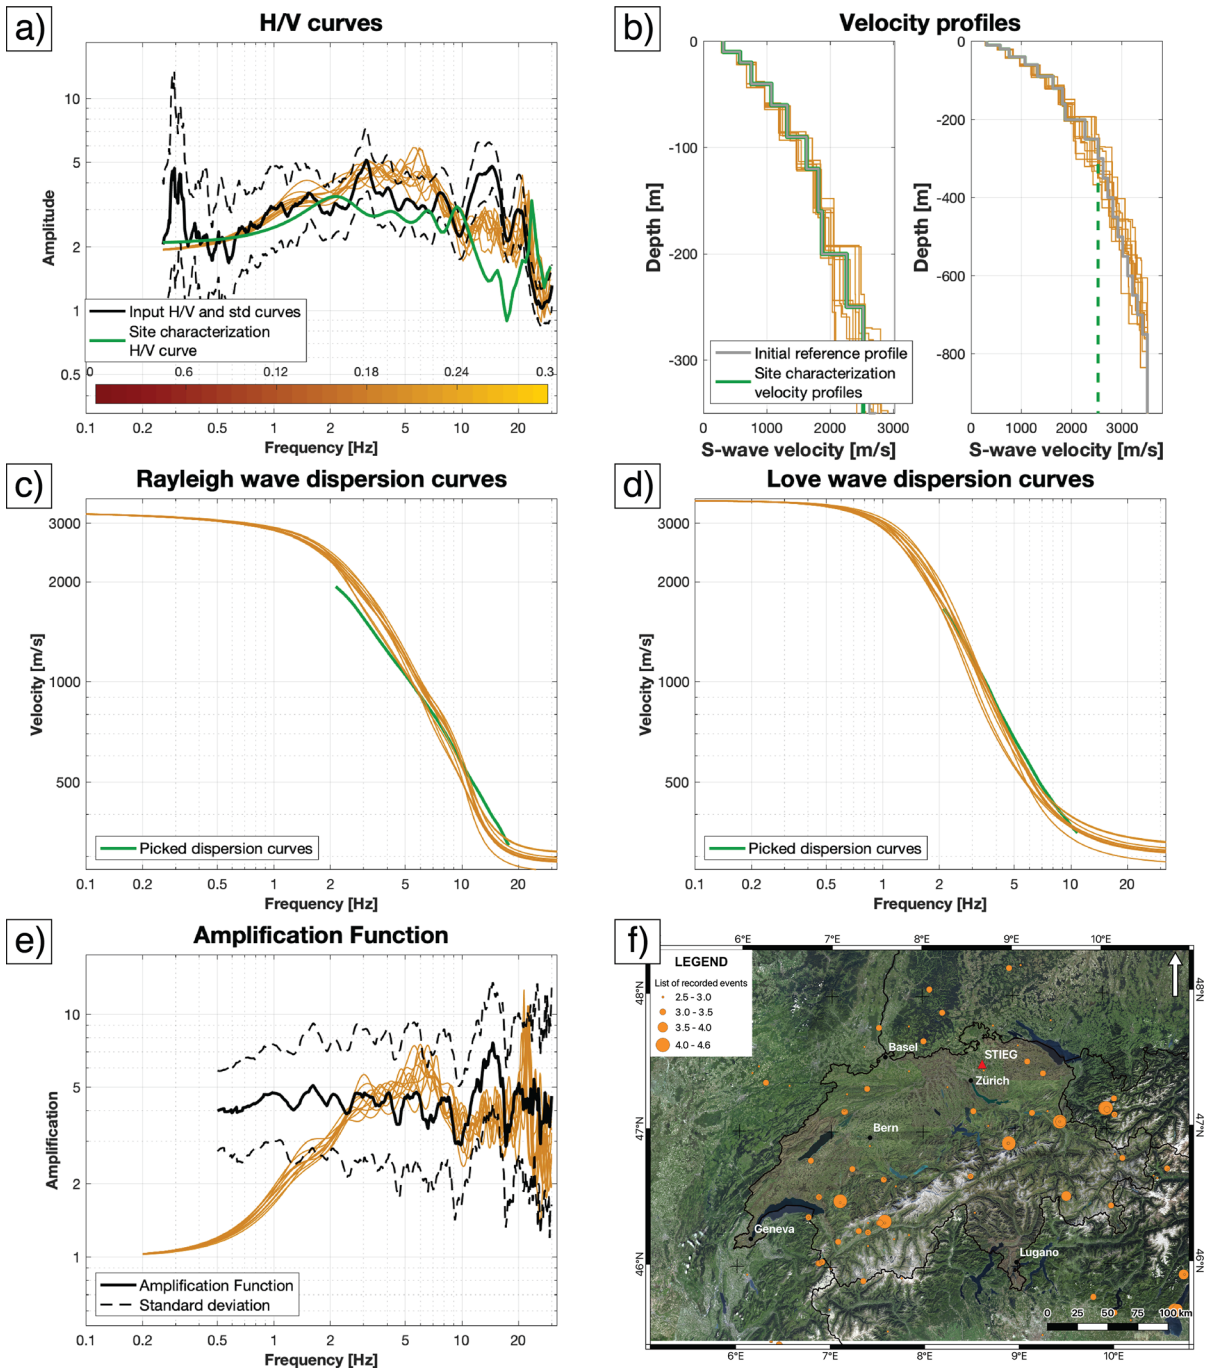 a)
H/V curves
10
5
2
1
0.5
Amplitude
Input H/V and std curves
Site characterization
H/V curve
0 0.6 0.12 0.18 0.24 0.3
0.1 0.2 0.5 1 2 5 10 20
Frequency [Hz]
b)
Velocity profiles
0
-100
-200
-300
Depth [m]
Initial reference profile
Site characterization
velocity profiles
0 1000 2000 3000
S-wave velocity [m/s]
0
-200
-400
-600
-800
Depth [m]
0 1000 2000 3000
S-wave velocity [m/s]
c)
Rayleigh wave dispersion curves
3000
2000
1000
500
Velocity [m/s]
Picked dispersion curves
0.1 0.2 0.5 1 2 5 10 20
Frequency [Hz]
d)
Love wave dispersion curves
3000
2000
1000
500
Velocity [m/s]
Picked dispersion curves
0.1 0.2 0.5 1 2 5 10 20
Frequency [Hz]
e)
Amplification Function
10
5
2
1
Amplification
Amplification Function
Standard deviation
0.1 0.2 0.5 1 2 5 10 20
Frequency [Hz]
f)
6°E 7°E 8°E 9°E 10°E
LEGEND
List of recorded events
2.5 - 3.0
3.0 - 3.5
3.5 - 4.0
4.0 - 4.6
48°N 48°N
Basel
STIEG
Zürich
47°N 47°N
Bern
Geneva
Lugano
46°N 46°N
0 25 50 75 100 km
6°E 7°E 8°E 9°E 10°E